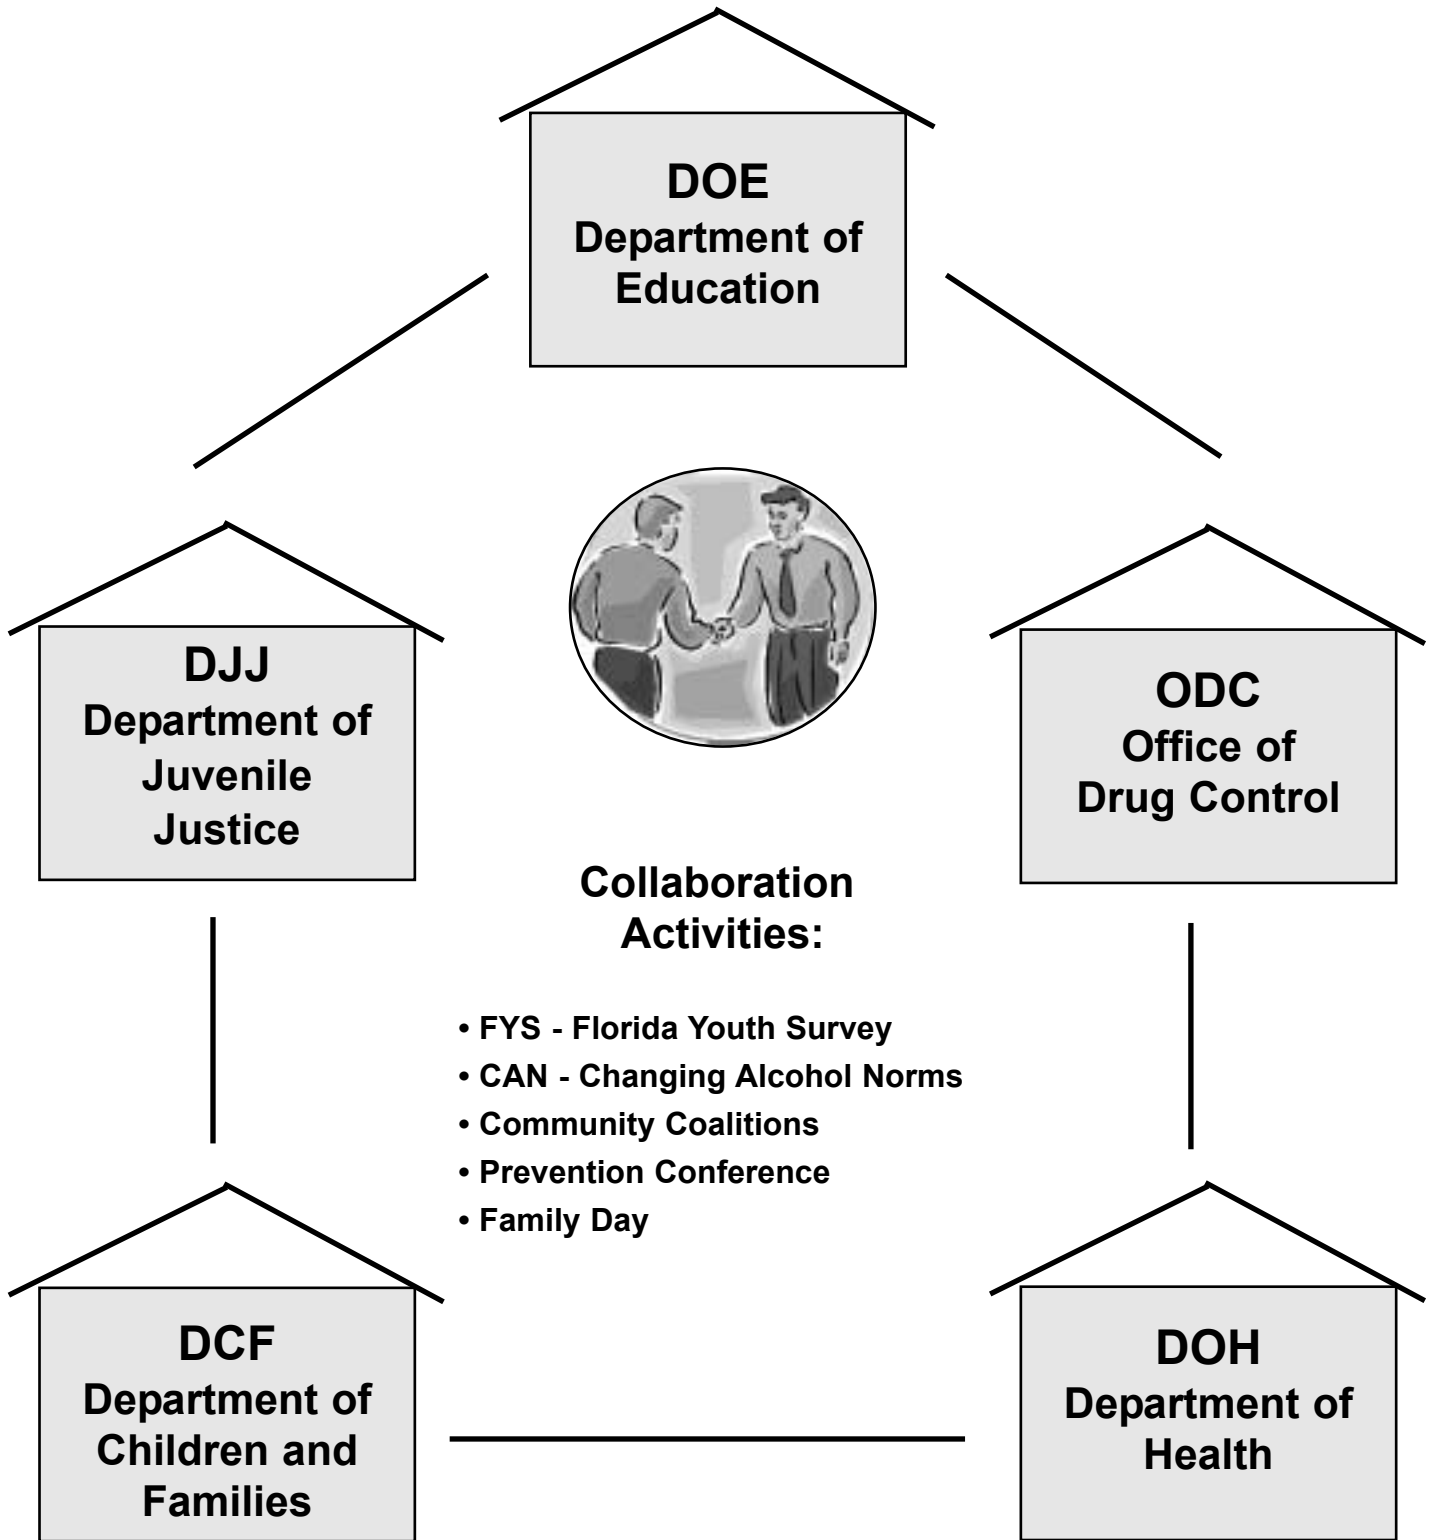 DOE
Department of
Education
DJJ
Department of
Juvenile
Justice
ODC
Office of
Drug Control
Collaboration
Activities:
• FYS - Florida Youth Survey
• CAN - Changing Alcohol Norms
• Community Coalitions
• Prevention Conference
• Family Day
DCF
Department of
Children and
Families
DOH
Department of
Health